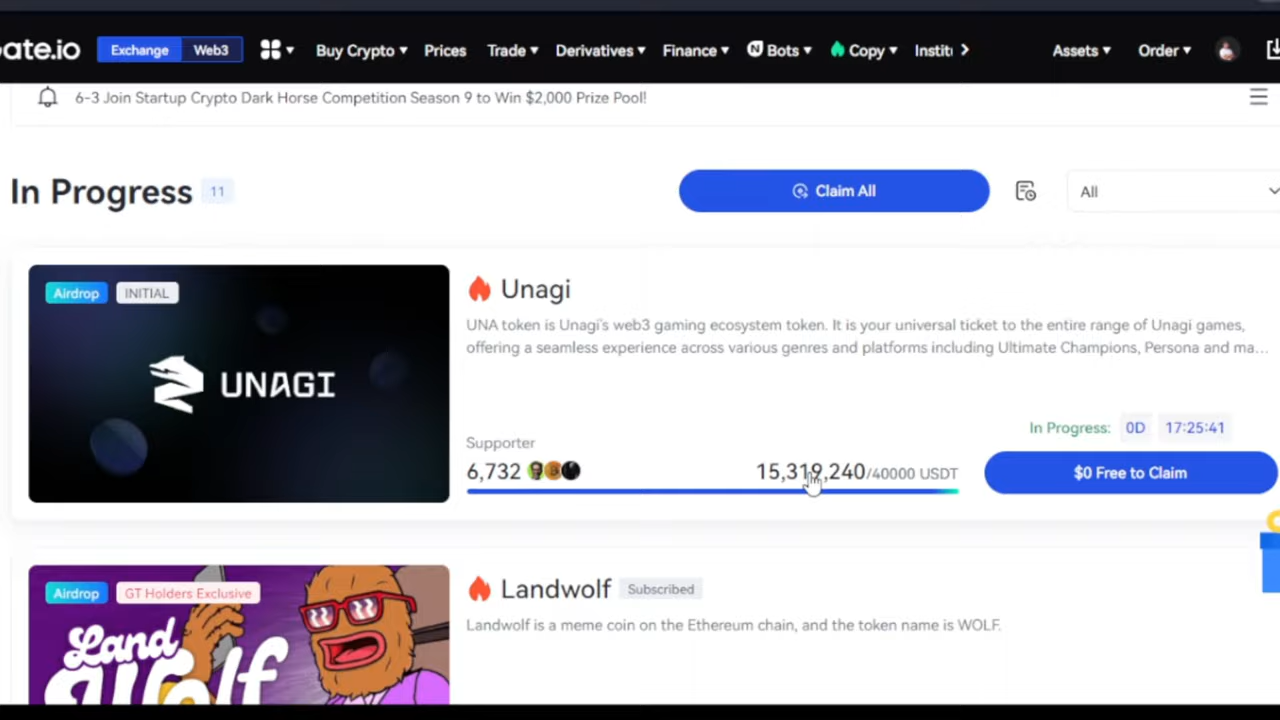 ate.io Exchange Web3 Buy Crypto Prices Trade Derivatives Finance Bots Copy Institu Assets Order
6-3 Join Startup Crypto Dark Horse Competition Season 9 to Win $2,000 Prize Pool!
In Progress 11 Claim All All
Airdrop INITIAL
UNAGI
Unagi
UNA token is Unagi's web3 gaming ecosystem token. It is your universal ticket to the entire range of Unagi games,
offering a seamless experience across various genres and platforms including Ultimate Champions, Persona and ma...
In Progress: 0D 17:25:41
Supporter
6,732 15,319,240/40000 USDT $0 Free to Claim
Airdrop GT Holders Exclusive
Land
Wolf
Landwolf Subscribed
Landwolf is a meme coin on the Ethereum chain, and the token name is WOLF.